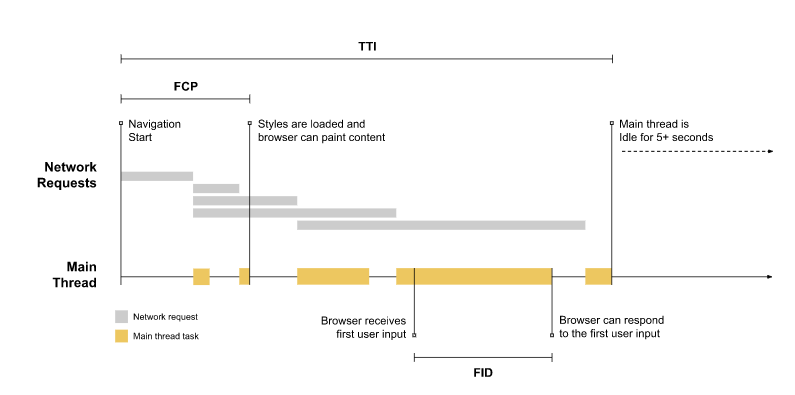 TTI
FCP
Navigation
Start
Styles are loaded and
browser can paint content
Main thread is
Idle for 5+ seconds
Network
Requests
Main
Thread
Network request
Main thread task
Browser receives
first user input
Browser can respond
to the first user input
FID